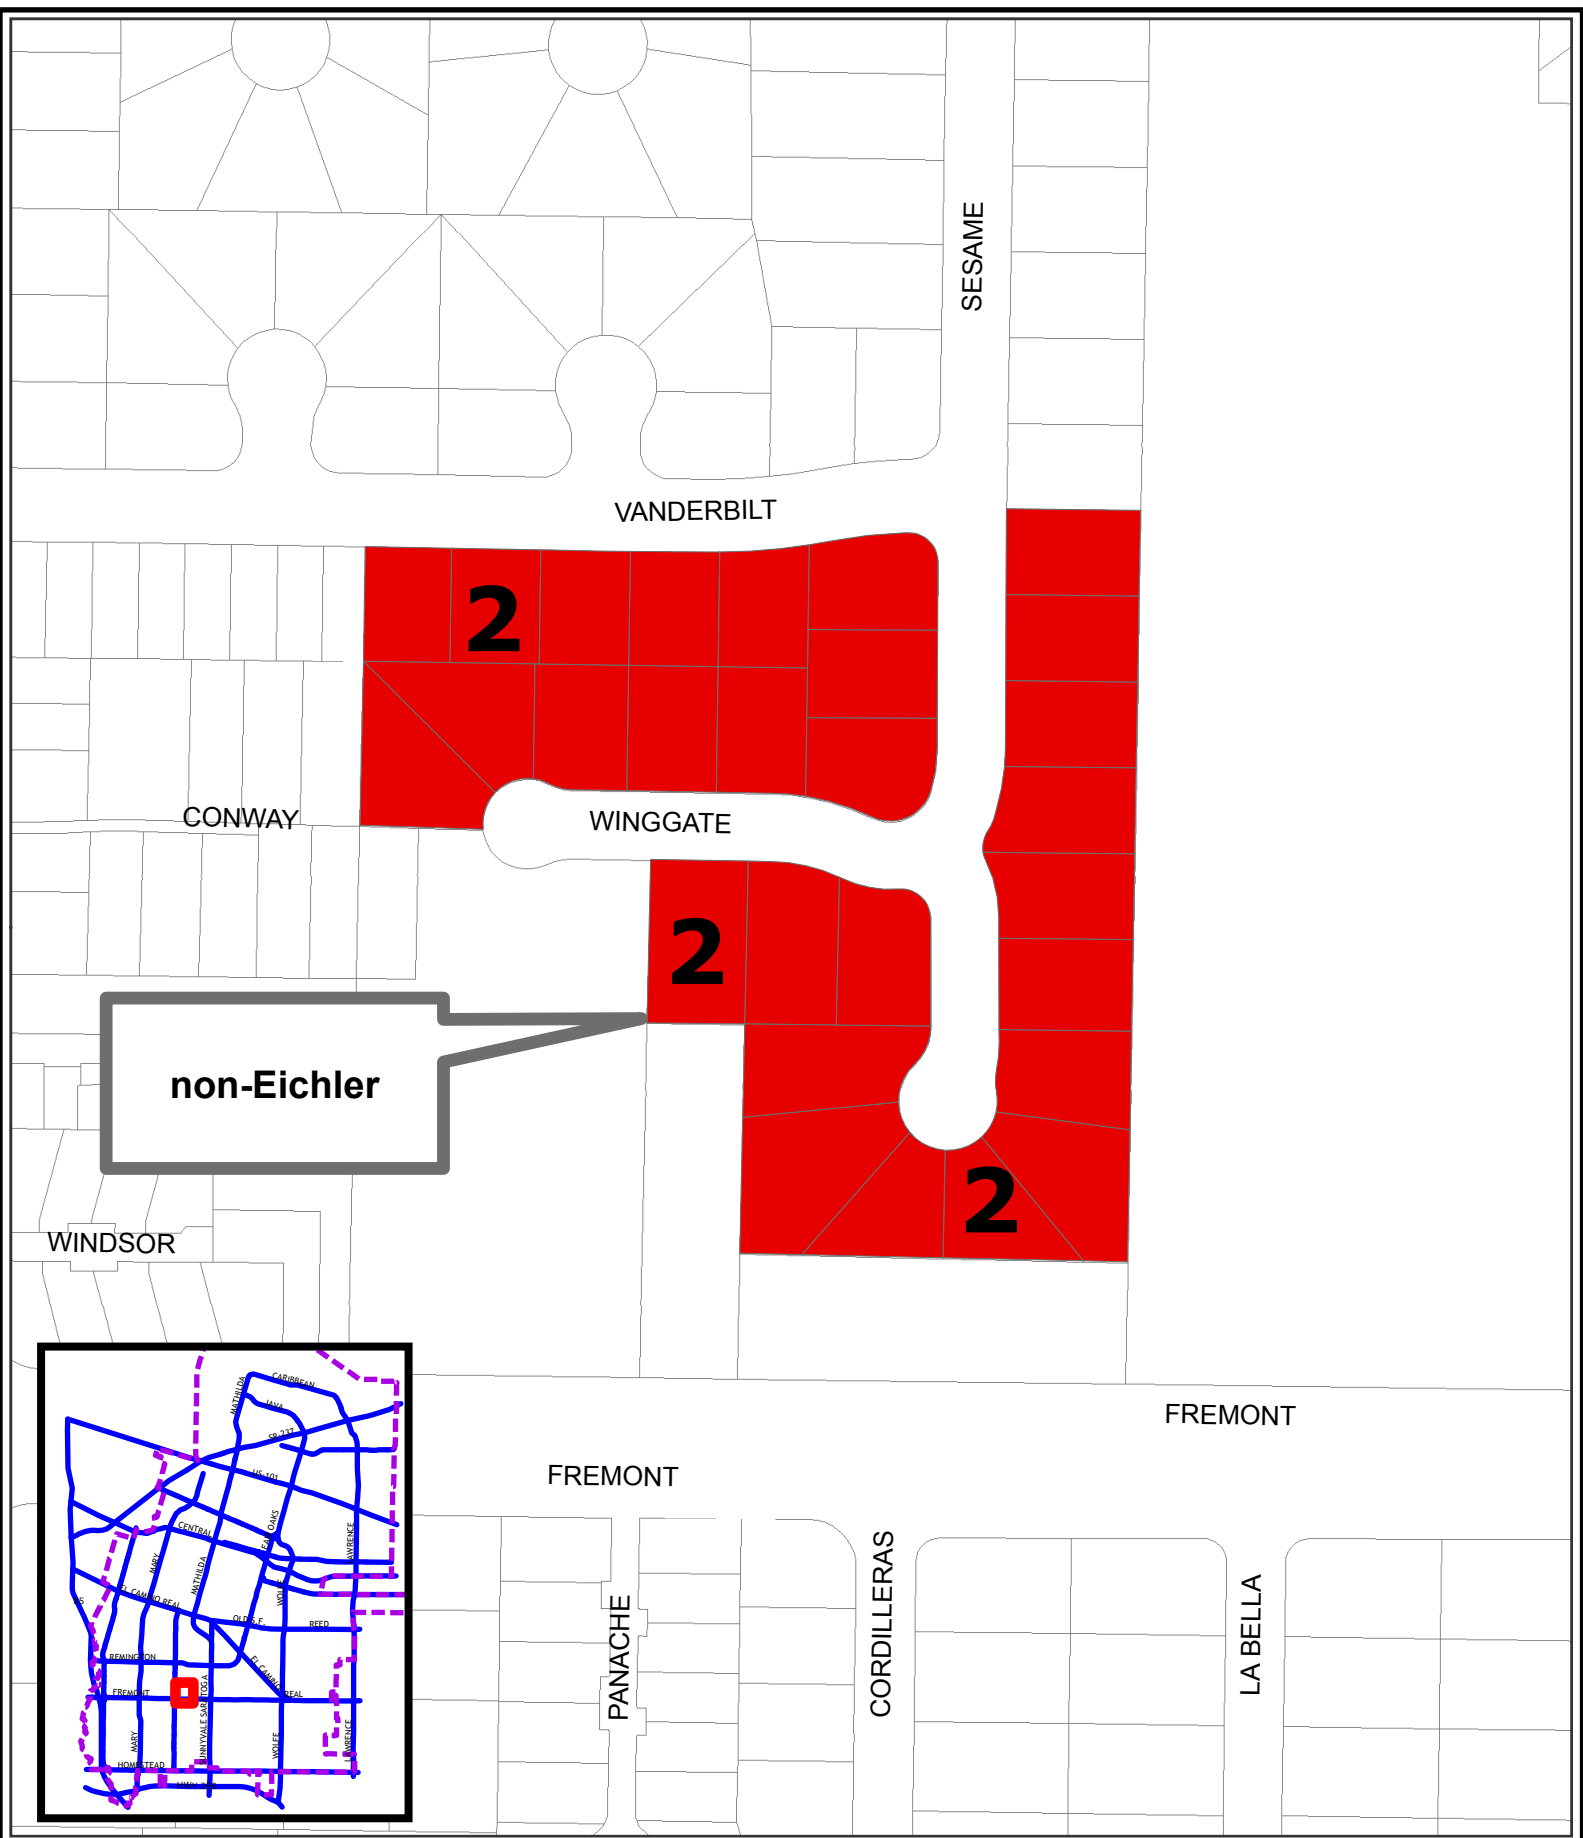 SESAME
VANDERBILT
2
CONWAY
WINGGATE
2
non-Eichler
2
WINDSOR
FREMONT
FREMONT
PANACHE
CORDILLERAS
LA BELLA
CARIBBEAN
MATHILDA
JAVA
SR-237
US-101
CENTRAL
FAIR OAKS
LAWRENCE
MARY
MATHILDA
WOLFE
EL CAMINO REAL
85
OLD S.F.
REED
REMINGTON
EL CAMINO
REAL
FREMONT
SUNNYVALE SARATOGA
MARY
WOLFE
LAWRENCE
HOMESTEAD